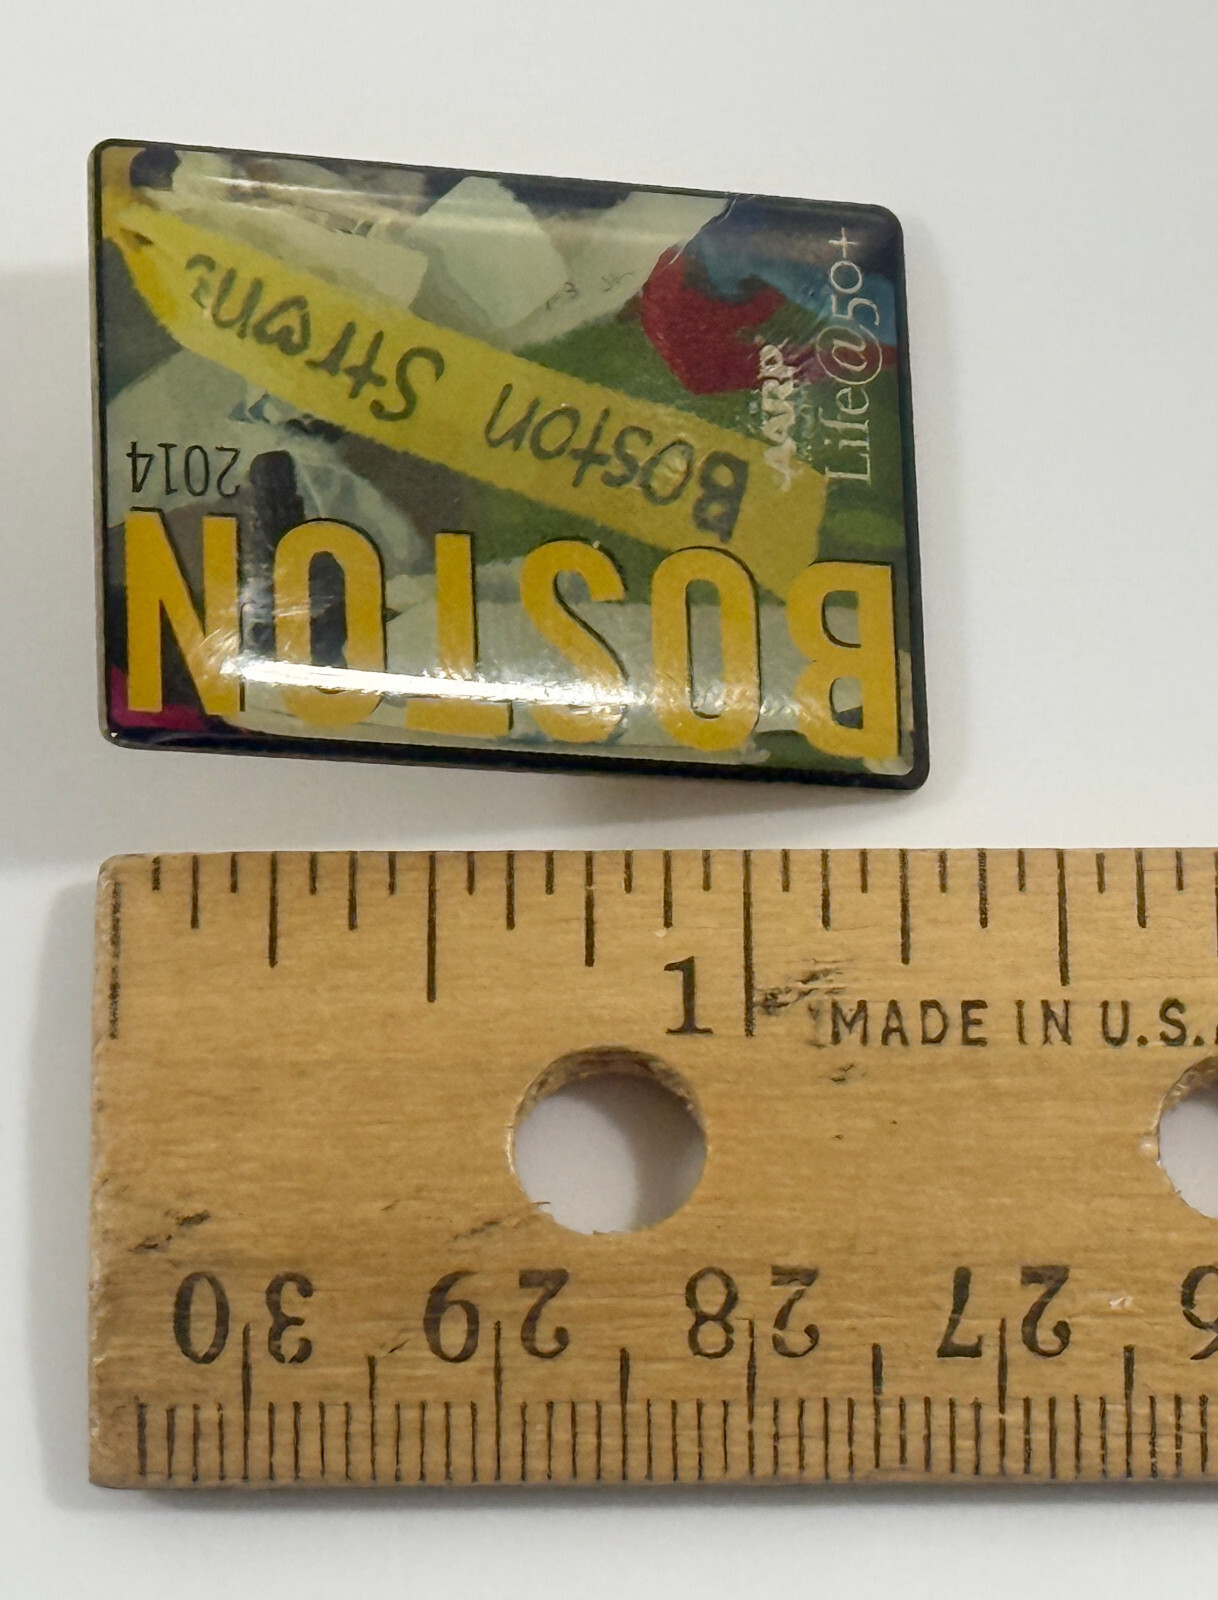 BOSTON
2014
Boston Strong
AARP
Life@50+
1
MADE IN U.S.
30 29 28 27